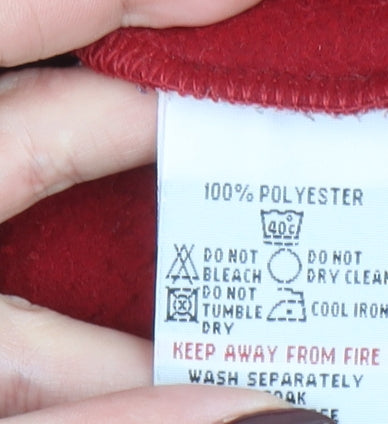 100% POLYESTER
40c
DO NOT BLEACH
DO NOT DRY CLEAN
DO NOT TUMBLE DRY
COOL IRON
KEEP AWAY FROM FIRE
WASH SEPARATELY